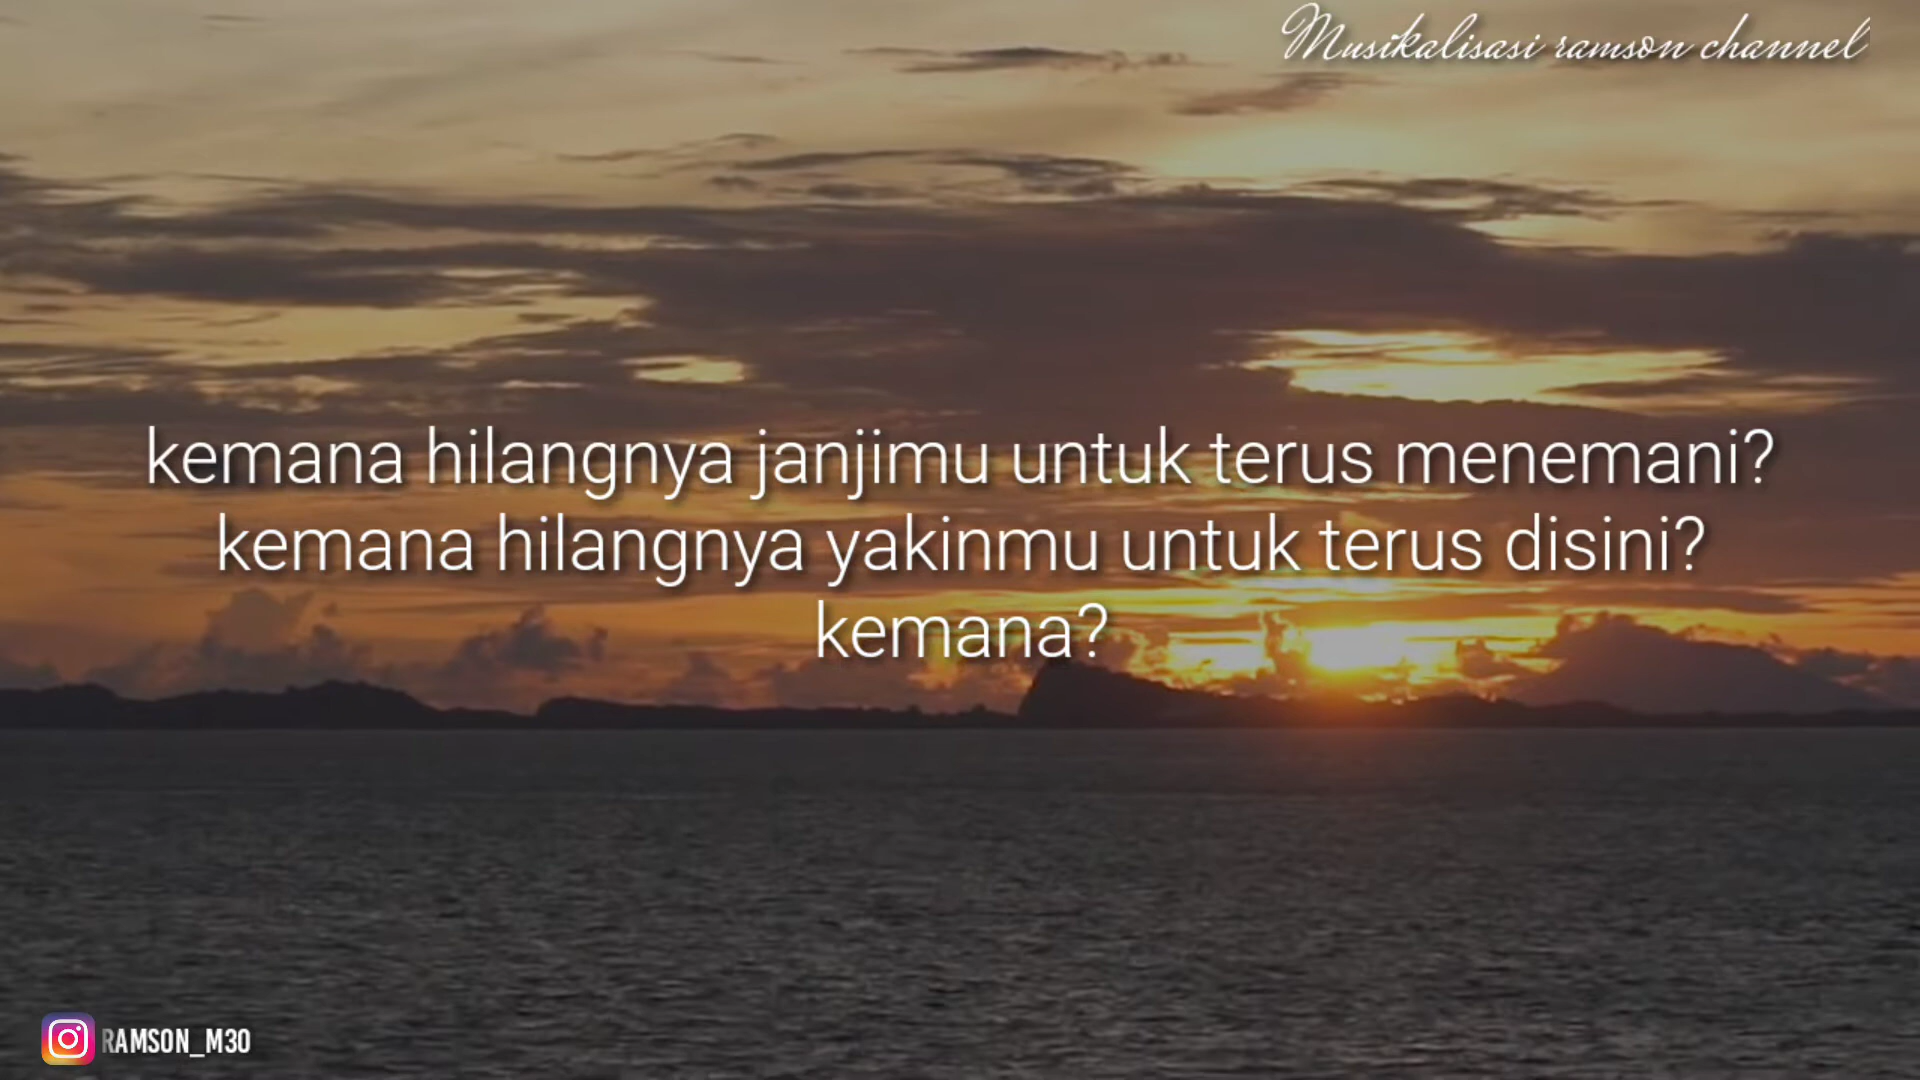 Musikalisasi ramson channel
kemana hilangnya janjimu untuk terus menemani?
kemana hilangnya yakinmu untuk terus disini?
kemana?
RAMSON_M30